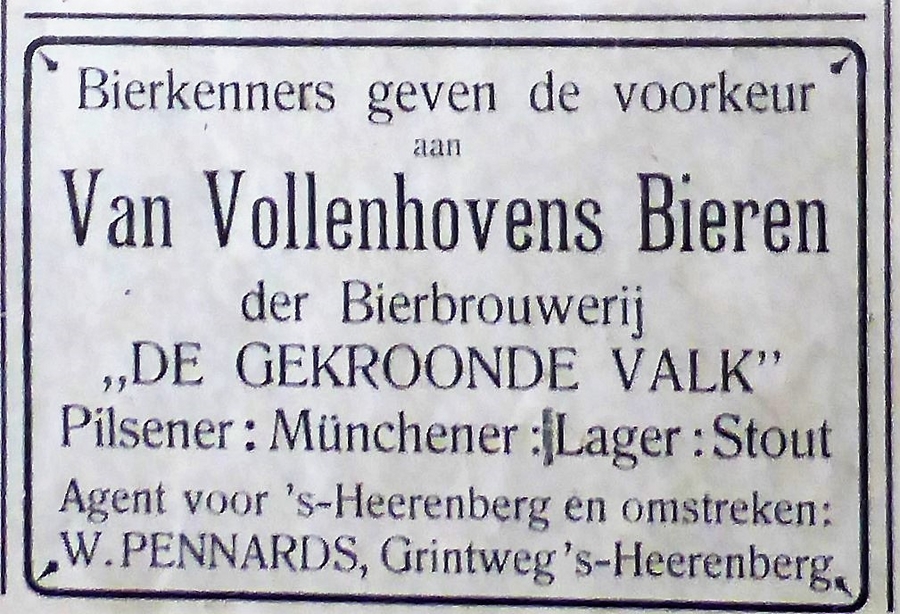 Bierkenners geven de voorkeur
aan
Van Vollenhovens Bieren
der Bierbrouwerij
„DE GEKROONDE VALK”
Pilsener : Münchener : Lager : Stout
Agent voor 's-Heerenberg en omstreken:
W. PENNARDS, Grintweg 's-Heerenberg.